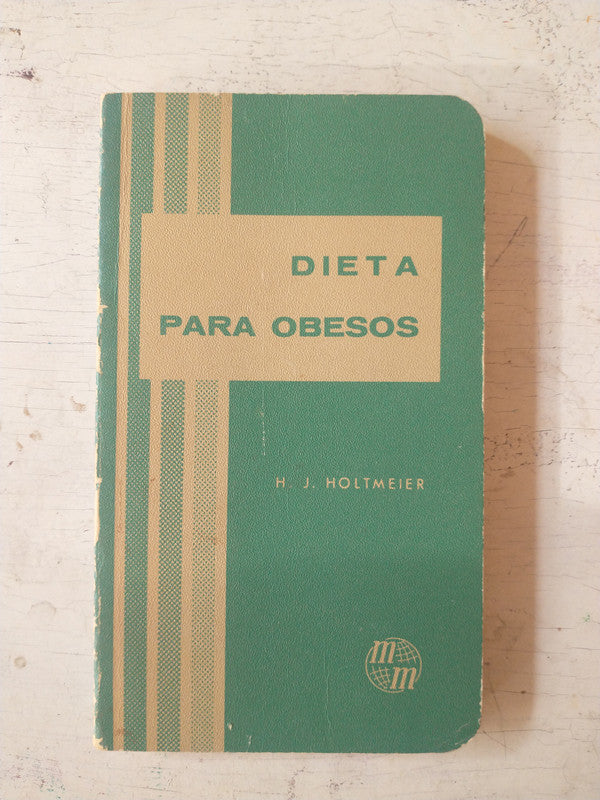 DIETA
PARA OBESOS
H. J. HOLTMEIER
m
m